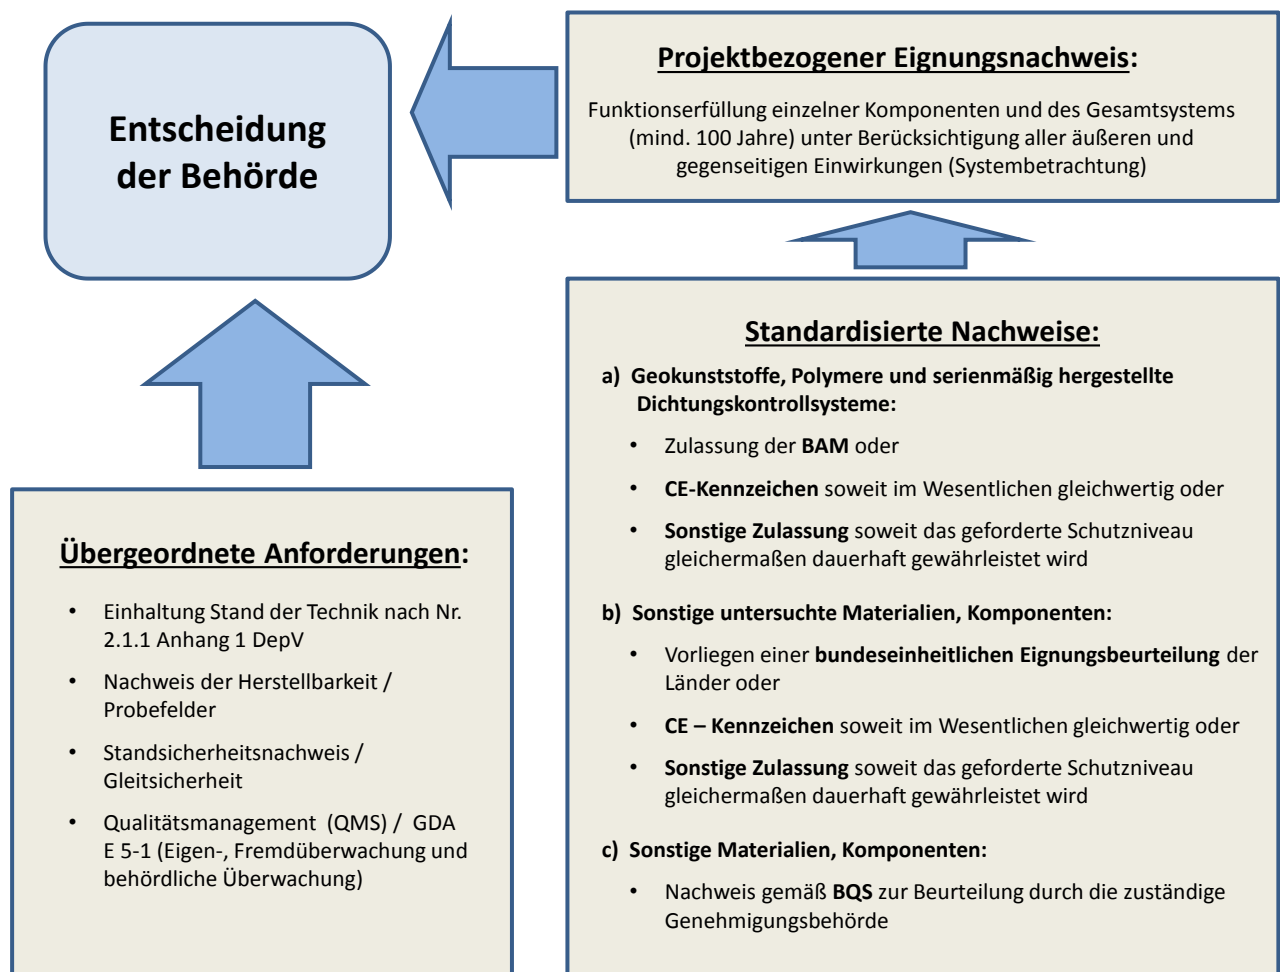 Entscheidung
der Behörde
Projektbezogener Eignungsnachweis:
Funktionserfüllung einzelner Komponenten und des Gesamtsystems
(mind. 100 Jahre) unter Berücksichtigung aller äußeren und
gegenseitigen Einwirkungen (Systembetrachtung)
Übergeordnete Anforderungen:
• Einhaltung Stand der Technik nach Nr.
2.1.1 Anhang 1 DepV
• Nachweis der Herstellbarkeit /
Probefelder
• Standsicherheitsnachweis /
Gleitsicherheit
• Qualitätsmanagement (QMS) / GDA
E 5-1 (Eigen-, Fremdüberwachung und
behördliche Überwachung)
Standardisierte Nachweise:
a) Geokunststoffe, Polymere und serienmäßig hergestellte
Dichtungskontrollsysteme:
• Zulassung der BAM oder
• CE-Kennzeichen soweit im Wesentlichen gleichwertig oder
• Sonstige Zulassung soweit das geforderte Schutzniveau
gleichermaßen dauerhaft gewährleistet wird
b) Sonstige untersuchte Materialien, Komponenten:
• Vorliegen einer bundeseinheitlichen Eignungsbeurteilung der
Länder oder
• CE – Kennzeichen soweit im Wesentlichen gleichwertig oder
• Sonstige Zulassung soweit das geforderte Schutzniveau
gleichermaßen dauerhaft gewährleistet wird
c) Sonstige Materialien, Komponenten:
• Nachweis gemäß BQS zur Beurteilung durch die zuständige
Genehmigungsbehörde